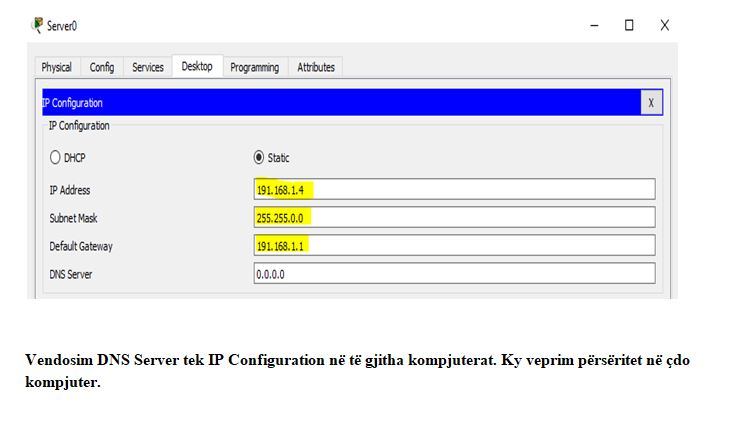 Server0
Physical Config Services Desktop Programming Attributes
IP Configuration X
IP Configuration
DHCP Static
IP Address 191.168.1.4
Subnet Mask 255.255.0.0
Default Gateway 191.168.1.1
DNS Server 0.0.0.0
Vendosim DNS Server tek IP Configuration në të gjitha kompjuterat. Ky veprim përsëritet në çdo
kompjuter.